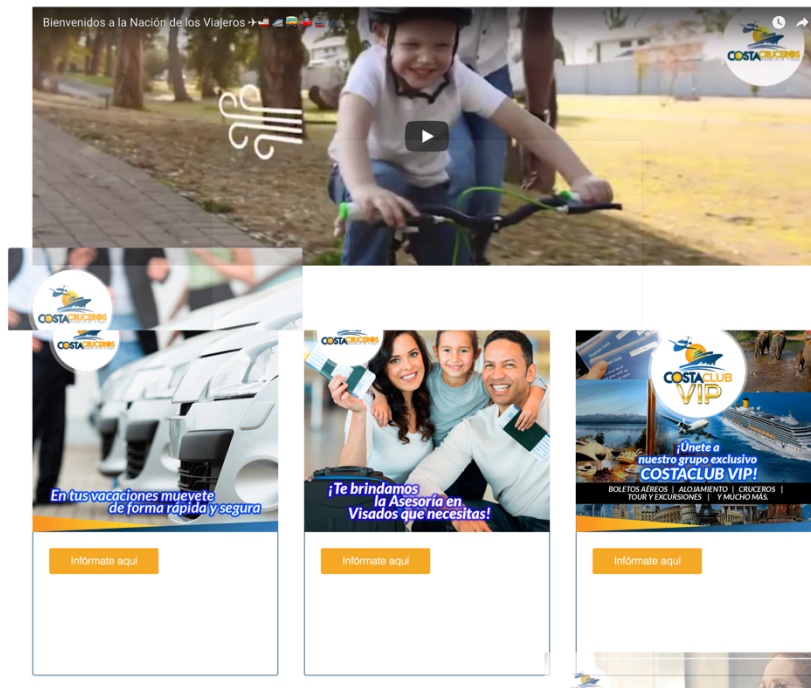 Bienvenidos a la Nación de los Viajeros
COSTACRUCEROS
COSTACRUCEROS
COSTACRUCEROS
En tus vacaciones muevete
de forma rápida y segura
Infórmate aquí
COSTACRUCEROS
¡Te brindamos
la Asesoría en
Visados que necesitas!
Infórmate aquí
COSTACLUB
VIP
¡Únete a
nuestro grupo exclusivo
COSTACLUB VIP!
BOLETOS AÉREOS | ALOJAMIENTO | CRUCEROS |
TOUR Y EXCURSIONES | Y MUCHO MÁS.
Infórmate aquí